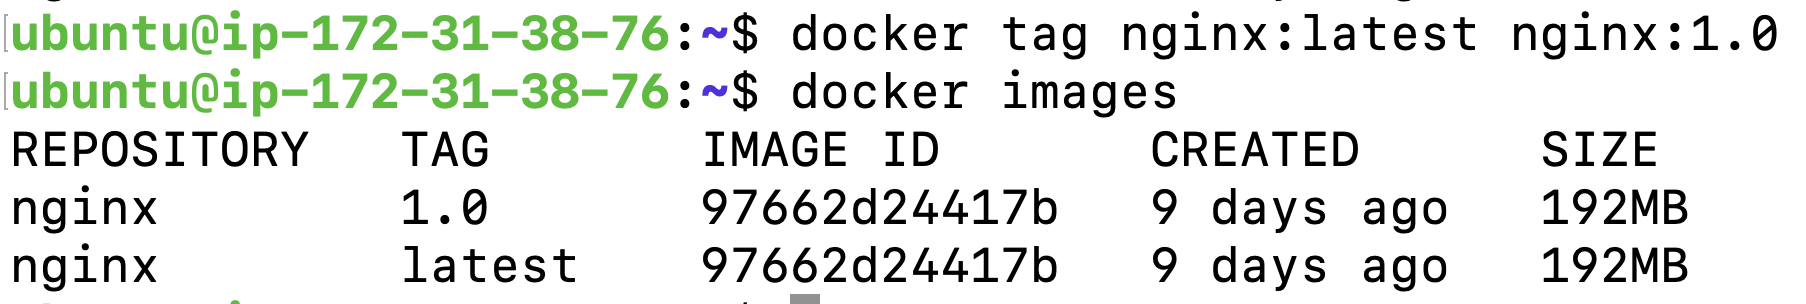 ubuntu@ip-172-31-38-76:~$ docker tag nginx:latest nginx:1.0
ubuntu@ip-172-31-38-76:~$ docker images
REPOSITORY   TAG       IMAGE ID       CREATED      SIZE
nginx        1.0       97662d24417b   9 days ago   192MB
nginx        latest    97662d24417b   9 days ago   192MB